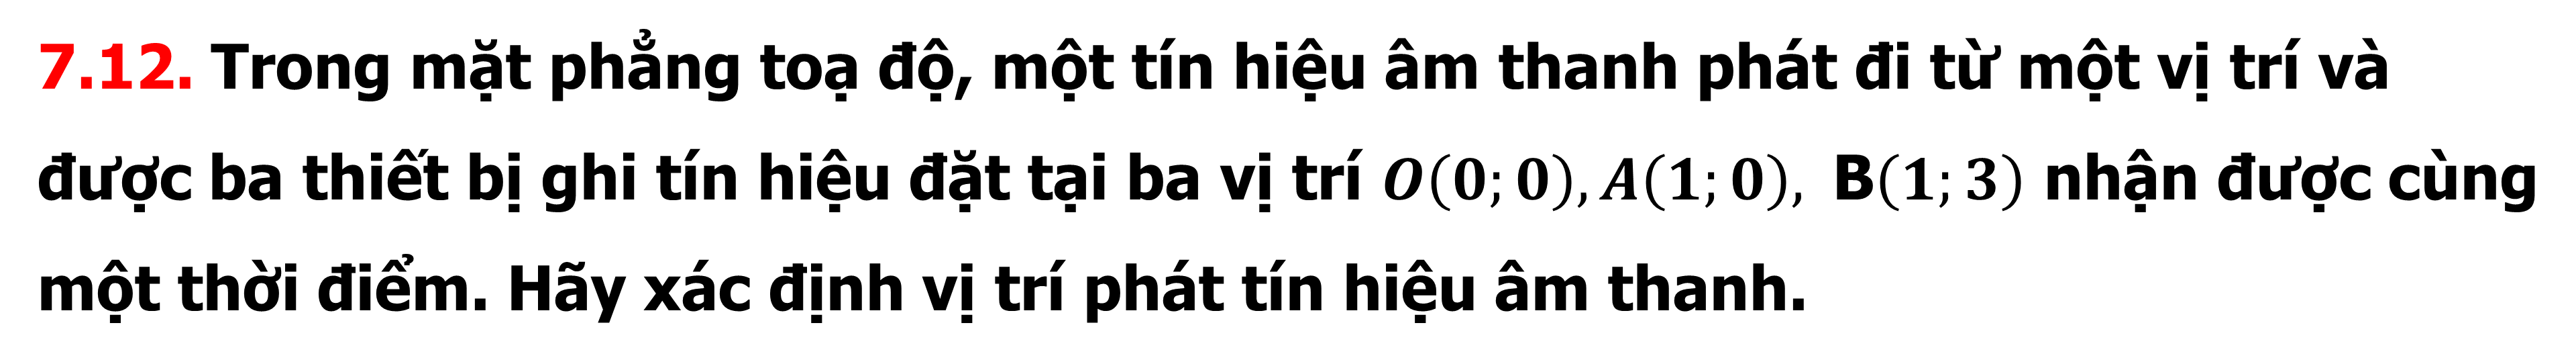 7.12. Trong mặt phẳng toạ độ, một tín hiệu âm thanh phát đi từ một vị trí và
được ba thiết bị ghi tín hiệu đặt tại ba vị trí O(0; 0), A(1; 0), B(1; 3) nhận được cùng
một thời điểm. Hãy xác định vị trí phát tín hiệu âm thanh.